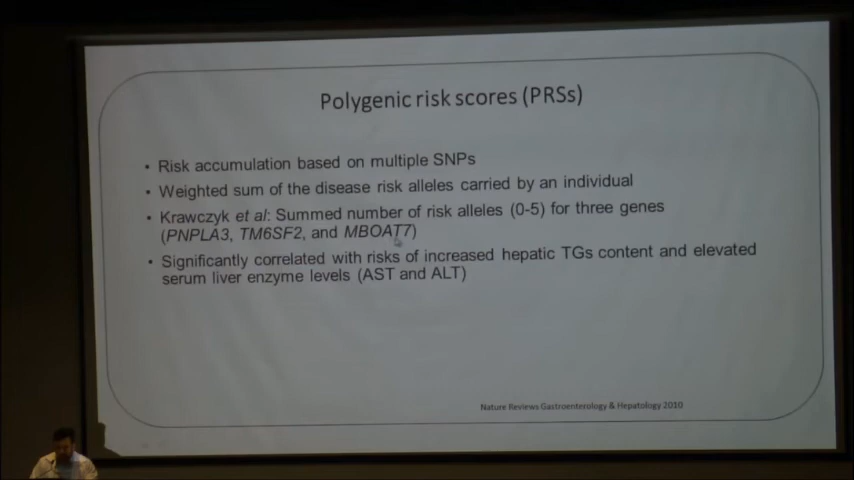 Polygenic risk scores (PRSs)
• Risk accumulation based on multiple SNPs
• Weighted sum of the disease risk alleles carried by an individual
• Krawczyk et al: Summed number of risk alleles (0-5) for three genes
(PNPLA3, TM6SF2, and MBOAT7)
• Significantly correlated with risks of increased hepatic TGs content and elevated
serum liver enzyme levels (AST and ALT)
Nature Reviews Gastroenterology & Hepatology 2010